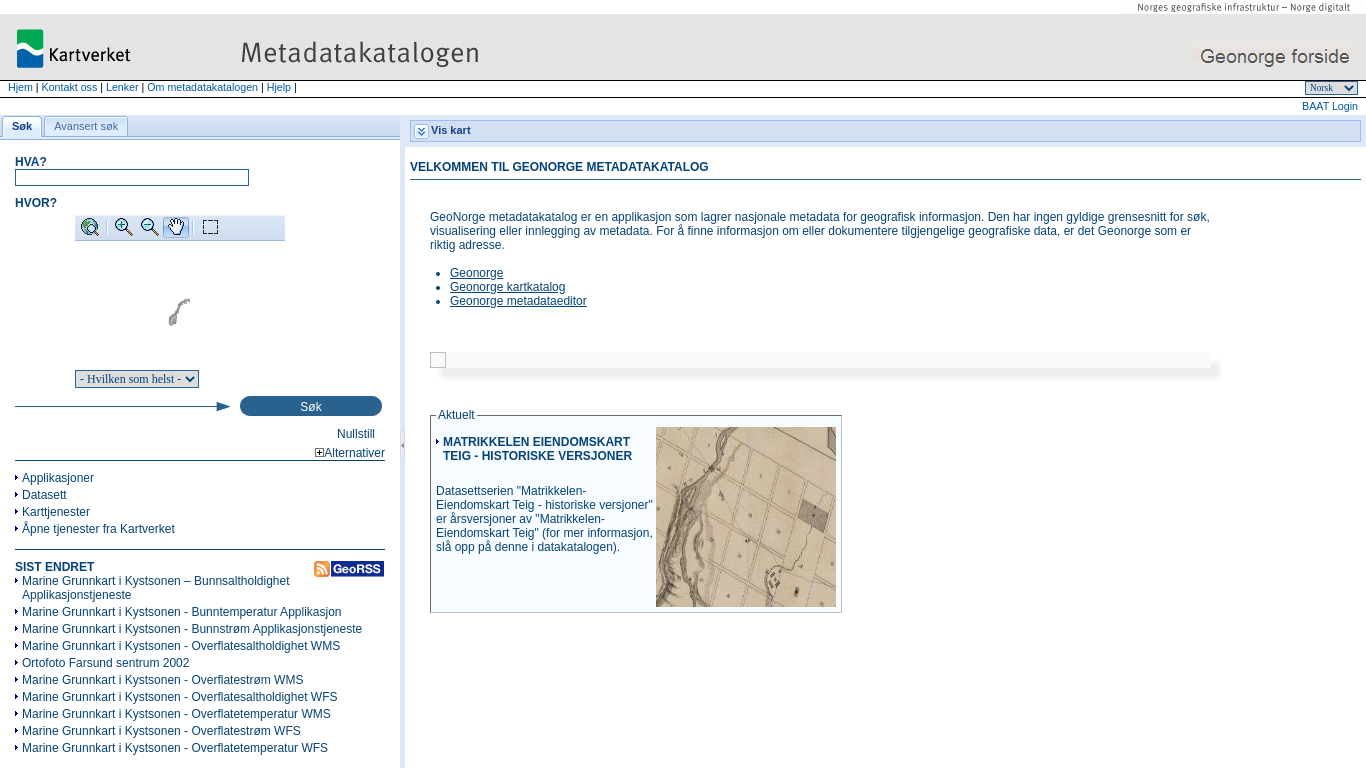 Norges geografiske infrastruktur – Norge digitalt
Kartverket
Metadatakatalogen
Geonorge forside
Hjem | Kontakt oss | Lenker | Om metadatakatalogen | Hjelp |
Norsk
BAAT Login
Søk
Avansert søk
HVA?
HVOR?
- Hvilken som helst -
Søk
Nullstill
Alternativer
Applikasjoner
Datasett
Karttjenester
Åpne tjenester fra Kartverket
SIST ENDRET
GeoRSS
Marine Grunnkart i Kystsonen – Bunnsaltholdighet
Applikasjonstjeneste
Marine Grunnkart i Kystsonen - Bunntemperatur Applikasjon
Marine Grunnkart i Kystsonen - Bunnstrøm Applikasjonstjeneste
Marine Grunnkart i Kystsonen - Overflatesaltholdighet WMS
Ortofoto Farsund sentrum 2002
Marine Grunnkart i Kystsonen - Overflatestrøm WMS
Marine Grunnkart i Kystsonen - Overflatesaltholdighet WFS
Marine Grunnkart i Kystsonen - Overflatetemperatur WMS
Marine Grunnkart i Kystsonen - Overflatestrøm WFS
Marine Grunnkart i Kystsonen - Overflatetemperatur WFS
Vis kart
VELKOMMEN TIL GEONORGE METADATAKATALOG
GeoNorge metadatakatalog er en applikasjon som lagrer nasjonale metadata for geografisk informasjon. Den har ingen gyldige grensesnitt for søk,
visualisering eller innlegging av metadata. For å finne informasjon om eller dokumentere tilgjengelige geografiske data, er det Geonorge som er
riktig adresse.
Geonorge
Geonorge kartkatalog
Geonorge metadataeditor
Aktuelt
MATRIKKELEN EIENDOMSKART
TEIG - HISTORISKE VERSJONER
Datasettserien "Matrikkelen-
Eiendomskart Teig - historiske versjoner"
er årsversjoner av "Matrikkelen-
Eiendomskart Teig" (for mer informasjon,
slå opp på denne i datakatalogen).